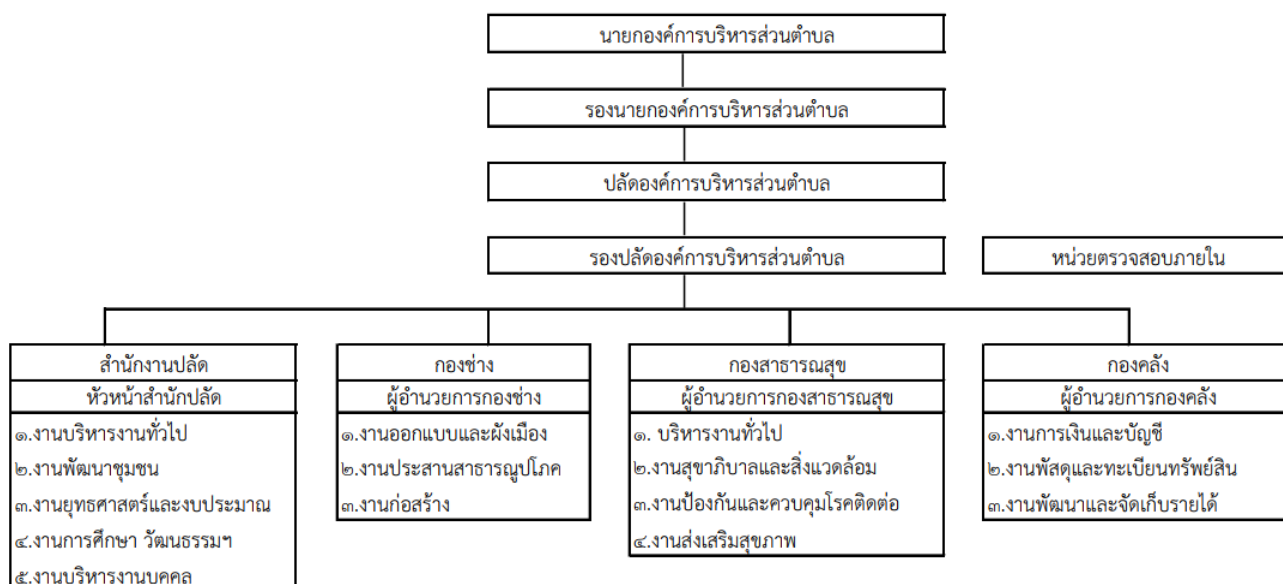 นายกองค์การบริหารส่วนตำบล
รองนายกองค์การบริหารส่วนตำบล
ปลัดองค์การบริหารส่วนตำบล
รองปลัดองค์การบริหารส่วนตำบล
หน่วยตรวจสอบภายใน
สำนักงานปลัด
หัวหน้าสำนักปลัด
๑.งานบริหารงานทั่วไป
๒.งานพัฒนาชุมชน
๓.งานยุทธศาสตร์และงบประมาณ
๔.งานการศึกษา วัฒนธรรมฯ
๕.งานบริหารงานบุคคล
กองช่าง
ผู้อำนวยการกองช่าง
๑.งานออกแบบและผังเมือง
๒.งานประสานสาธารณูปโภค
๓.งานก่อสร้าง
กองสาธารณสุข
ผู้อำนวยการกองสาธารณสุข
๑. บริหารงานทั่วไป
๒.งานสุขาภิบาลและสิ่งแวดล้อม
๓.งานป้องกันและควบคุมโรคติดต่อ
๔.งานส่งเสริมสุขภาพ
กองคลัง
ผู้อำนวยการกองคลัง
๑.งานการเงินและบัญชี
๒.งานพัสดุและทะเบียนทรัพย์สิน
๓.งานพัฒนาและจัดเก็บรายได้